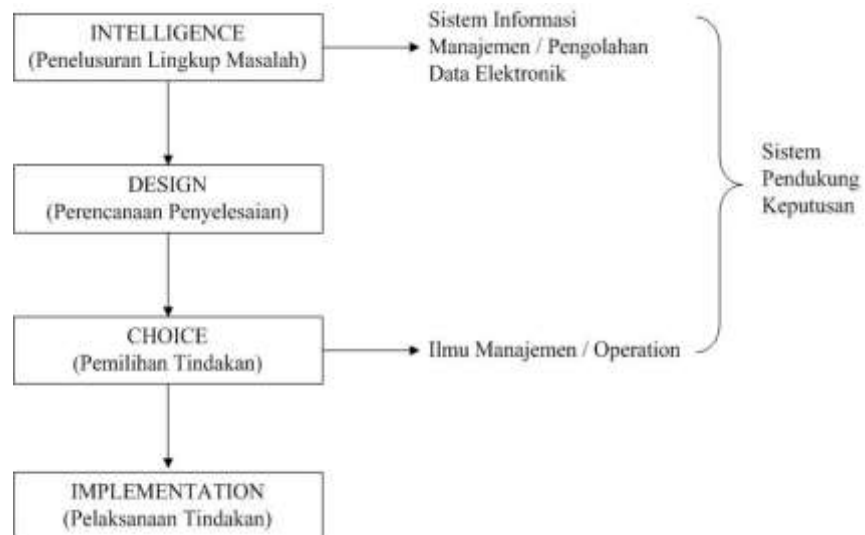 INTELLIGENCE
(Penelusuran Lingkup Masalah)
Sistem Informasi
Manajemen / Pengolahan
Data Elektronik
DESIGN
(Perencanaan Penyelesaian)
Sistem
Pendukung
Keputusan
CHOICE
(Pemilihan Tindakan)
Ilmu Manajemen / Operation
IMPLEMENTATION
(Pelaksanaan Tindakan)